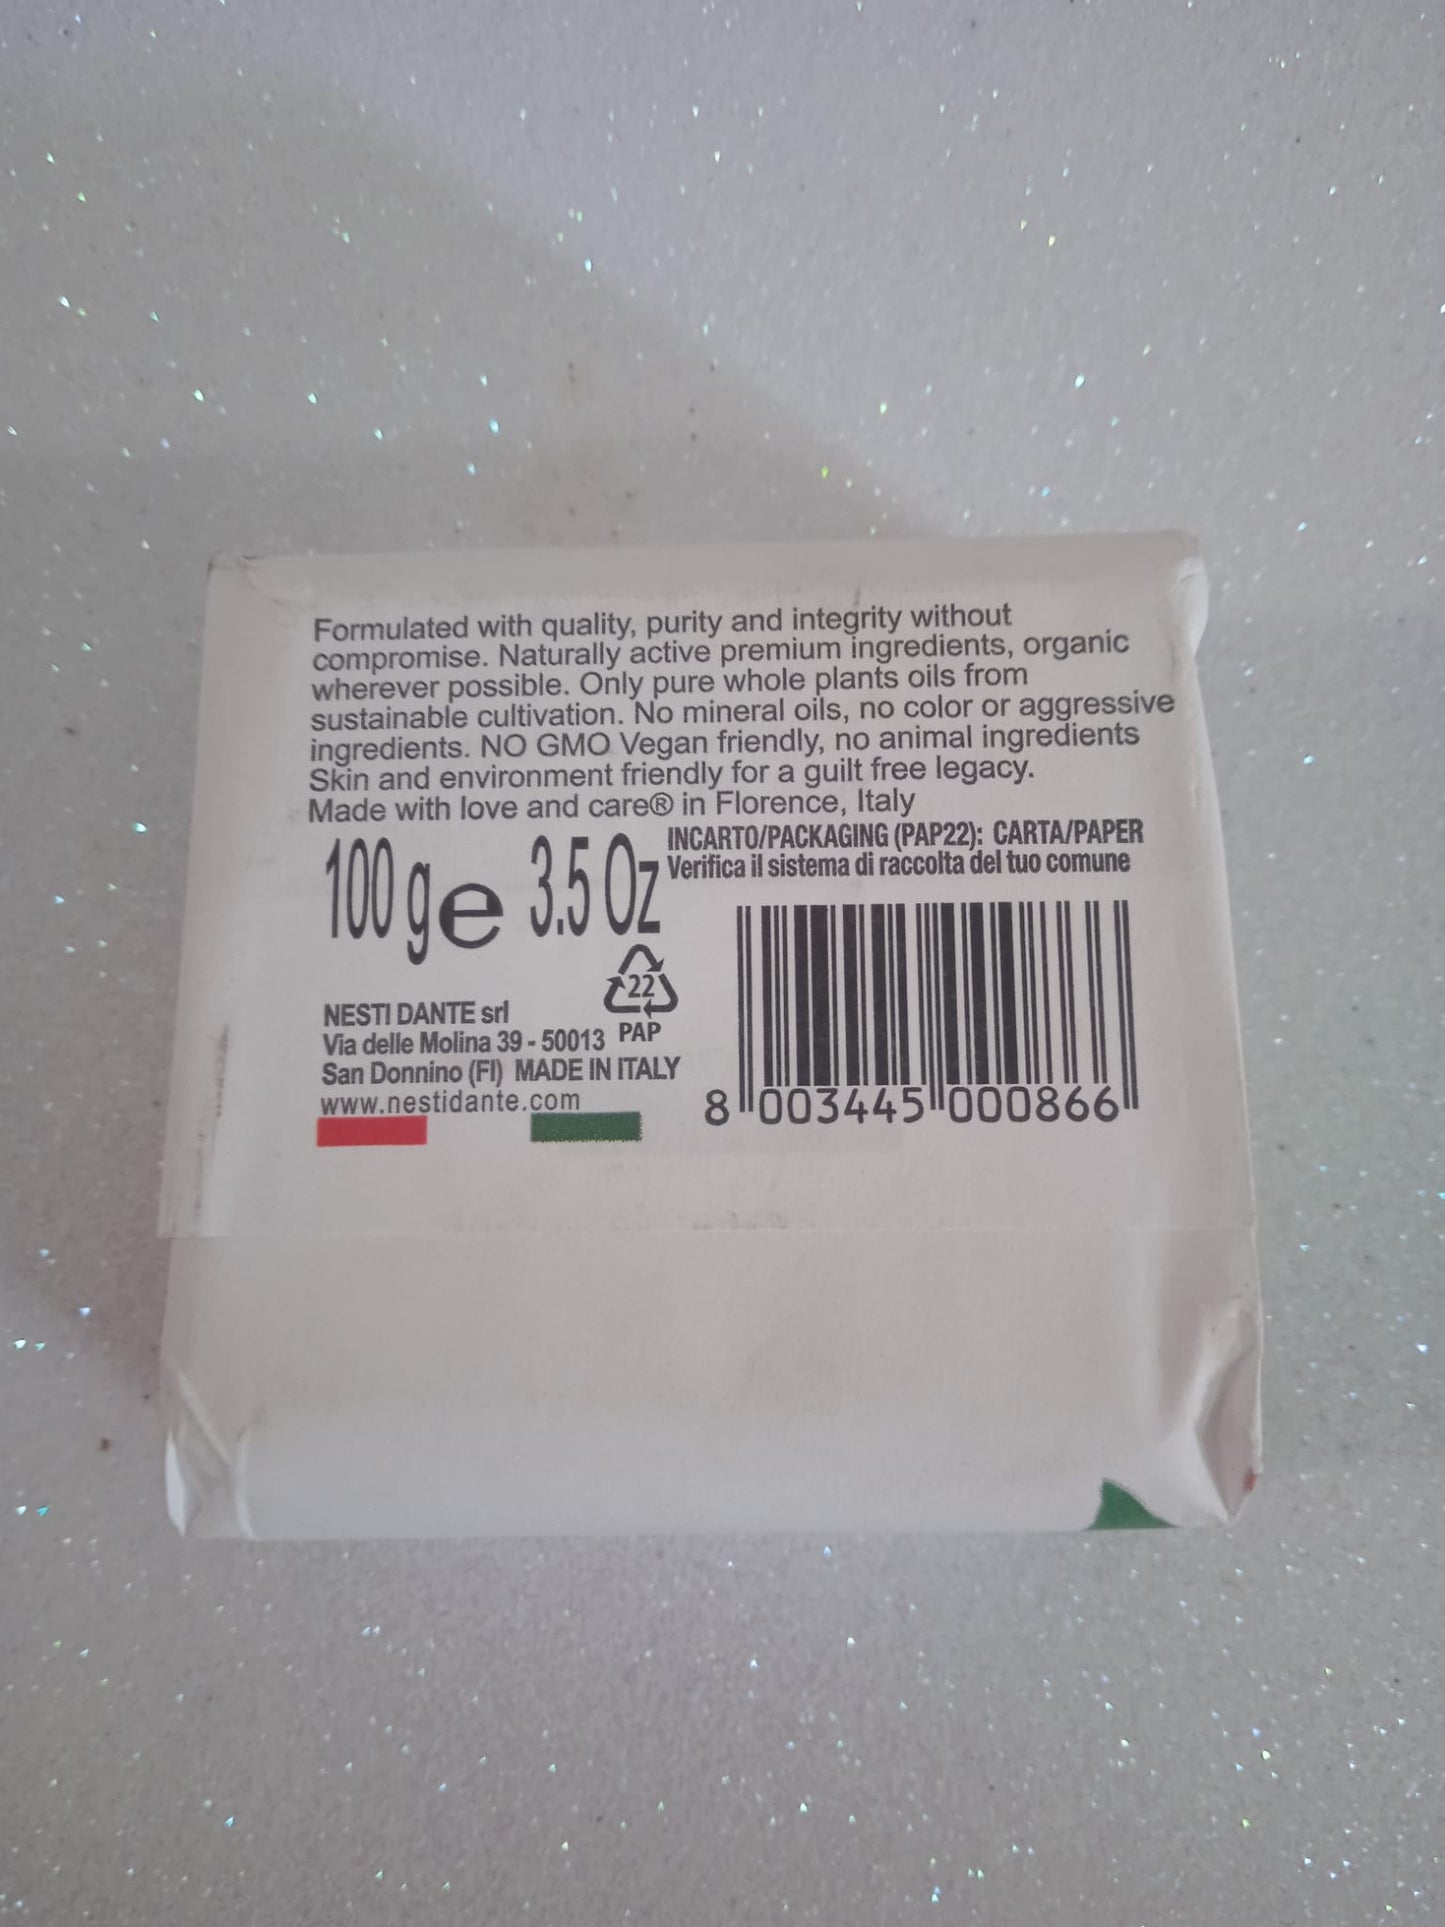 Formulated with quality, purity and integrity without
compromise. Naturally active premium ingredients, organic
wherever possible. Only pure whole plants oils from
sustainable cultivation. No mineral oils, no color or aggressive
ingredients. NO GMO Vegan friendly, no animal ingredients
Skin and environment friendly for a guilt free legacy.
Made with love and care® in Florence, Italy
100 g e 3.5 Oz
INCARTO/PACKAGING (PAP22): CARTA/PAPER
Verifica il sistema di raccolta del tuo comune
22
PAP
NESTI DANTE srl
Via delle Molina 39 - 50013
San Donnino (FI) MADE IN ITALY
www.nestidante.com
8 003445 000866